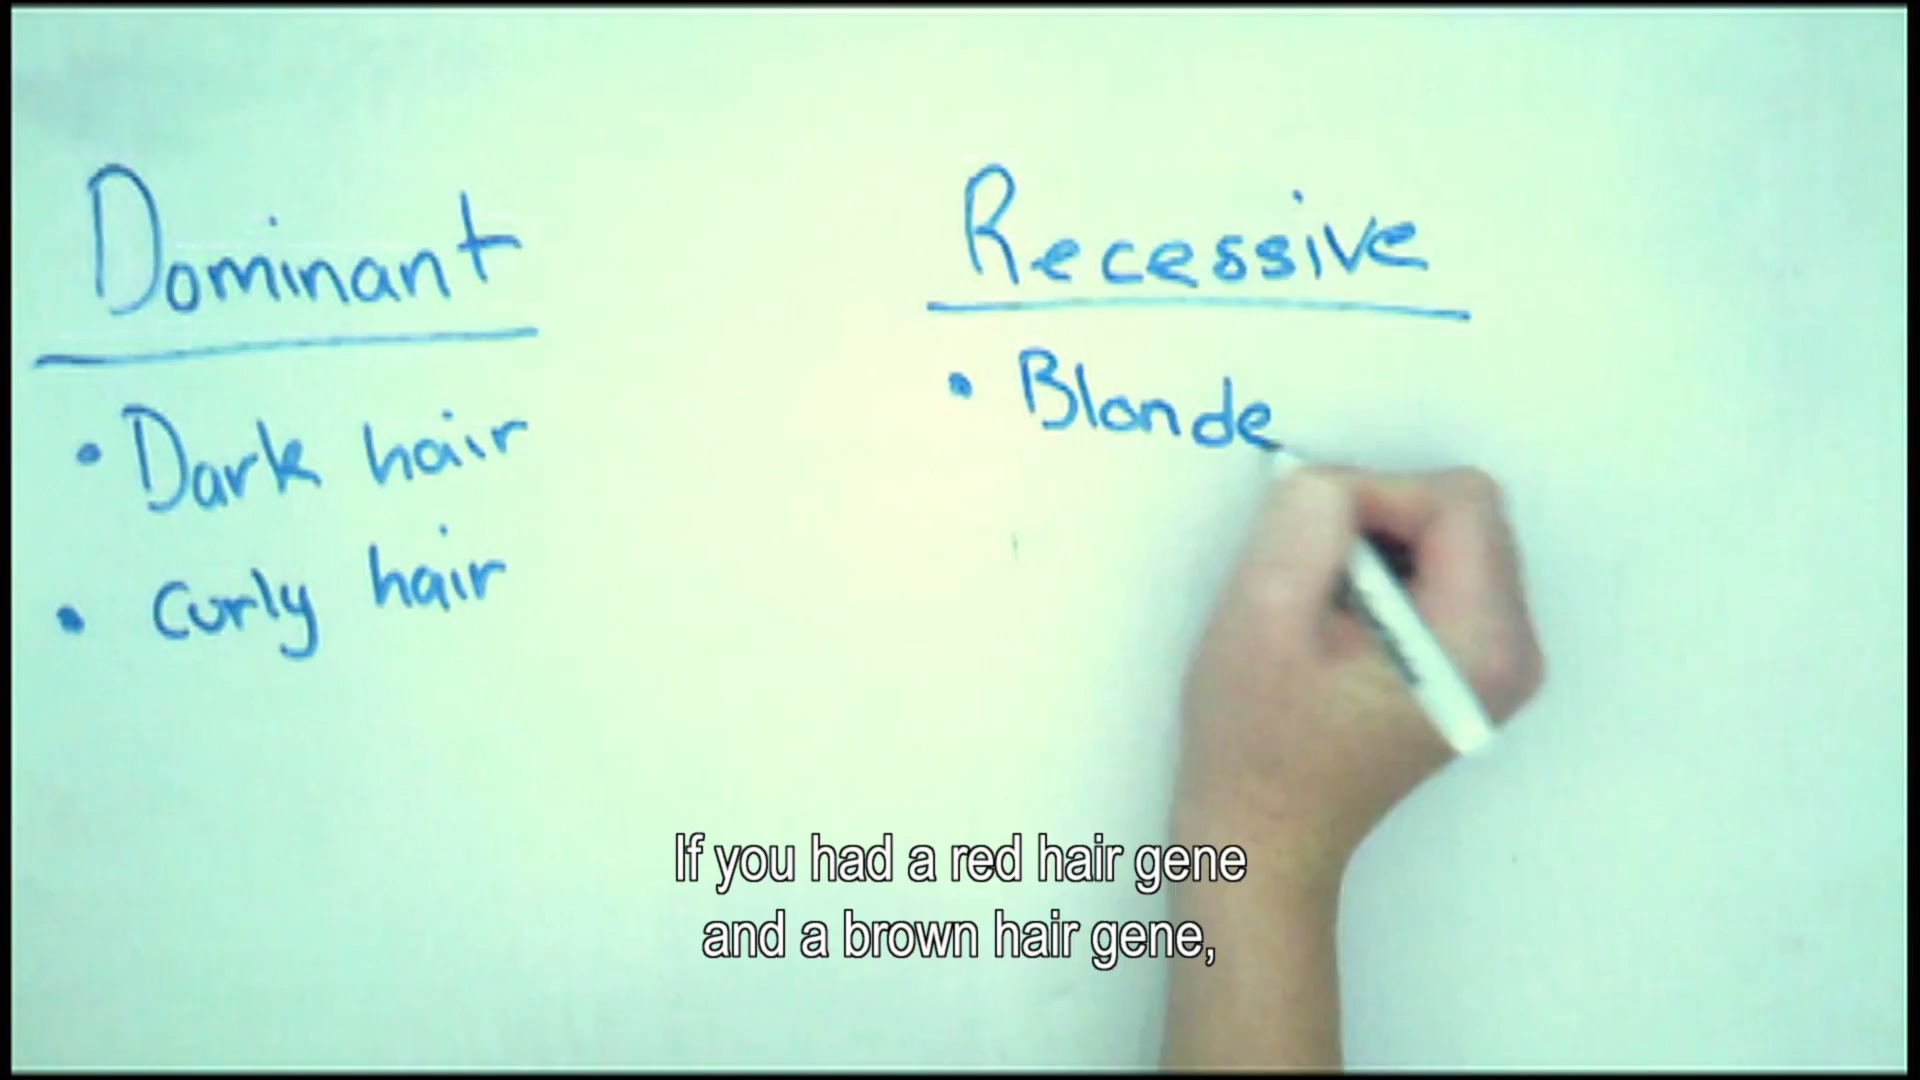 Dominant
• Dark hair
• Curly hair
Recessive
• Blonde
If you had a red hair gene
and a brown hair gene,